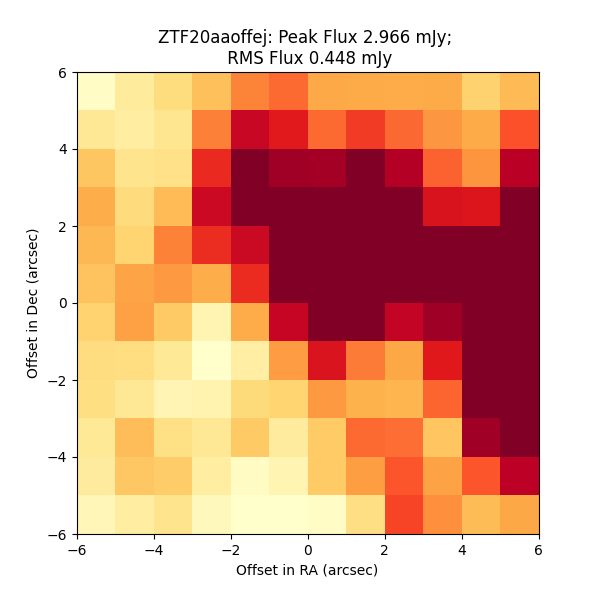 ZTF20aaoffej: Peak Flux 2.966 mJy;
RMS Flux 0.448 mJy
6
4
2
0
−2
−4
−6
Offset in Dec (arcsec)
−6 −4 −2 0 2 4 6
Offset in RA (arcsec)